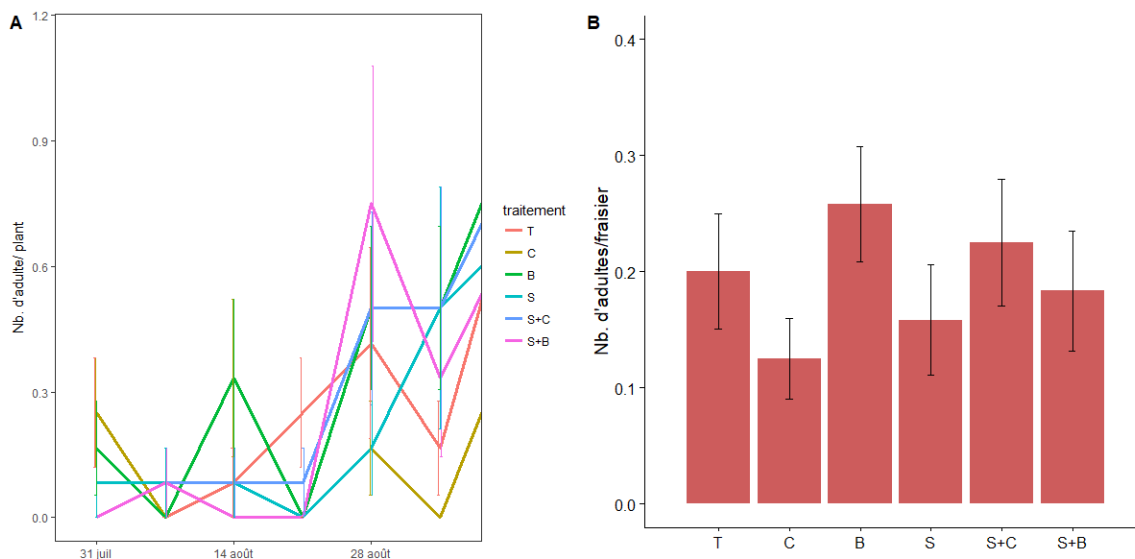 A
Nb. d'adulte/ plant
1.2
0.9
0.6
0.3
0.0
31 juil
14 août
28 août
traitement
T
C
B
S
S+C
S+B
B
Nb. d'adultes/fraisier
0.4
0.3
0.2
0.1
0.0
T C B S S+C S+B